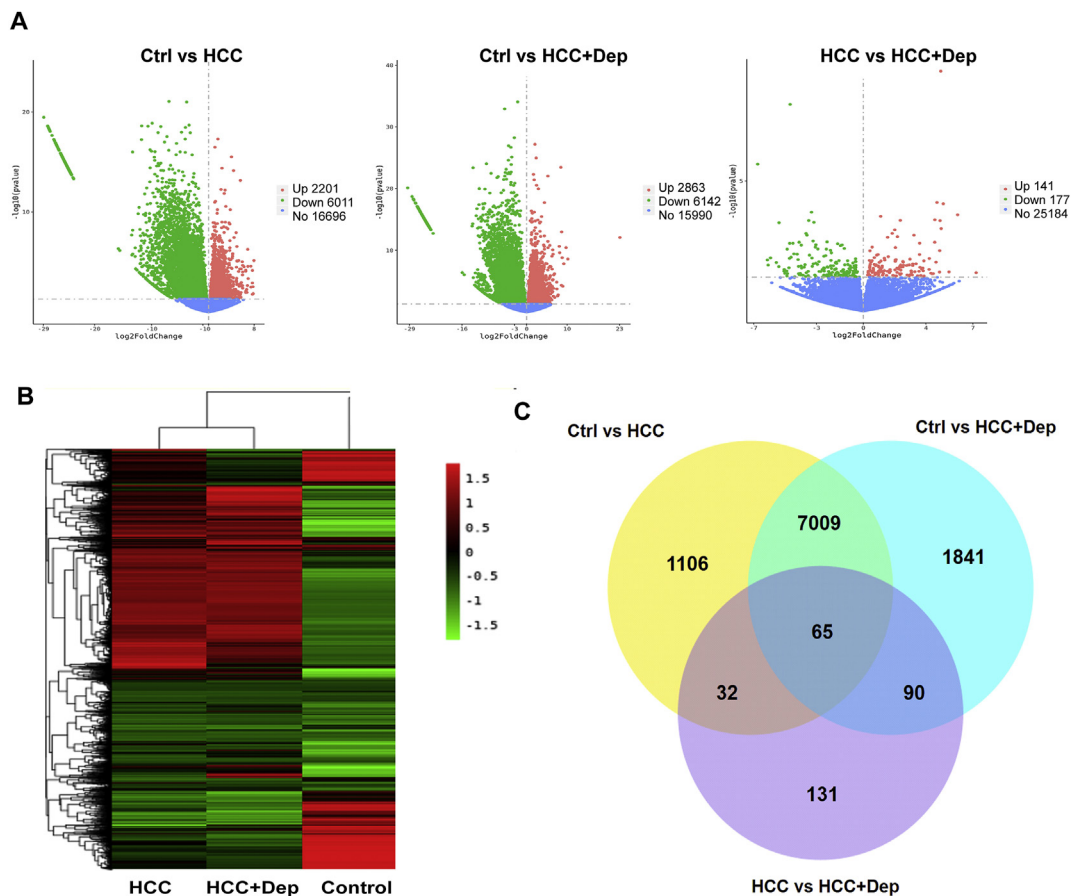 A
Ctrl vs HCC
Ctrl vs HCC+Dep
HCC vs HCC+Dep
-log10(pvalue)
20
10
-29
-20
-10
-0
8
log2FoldChange
Up 2201
Down 6011
No 16696
-log10(pvalue)
40
30
20
10
-29
-16
-3
0
10
23
log2FoldChange
Up 2863
Down 6142
No 15990
-log10(pvalue)
5
-7
-3
0
4
7
log2FoldChange
Up 141
Down 177
No 25184
B
1.5
1
0.5
0
-0.5
-1
-1.5
HCC
HCC+Dep
Control
C
Ctrl vs HCC
Ctrl vs HCC+Dep
7009
1106
1841
65
32
90
131
HCC vs HCC+Dep